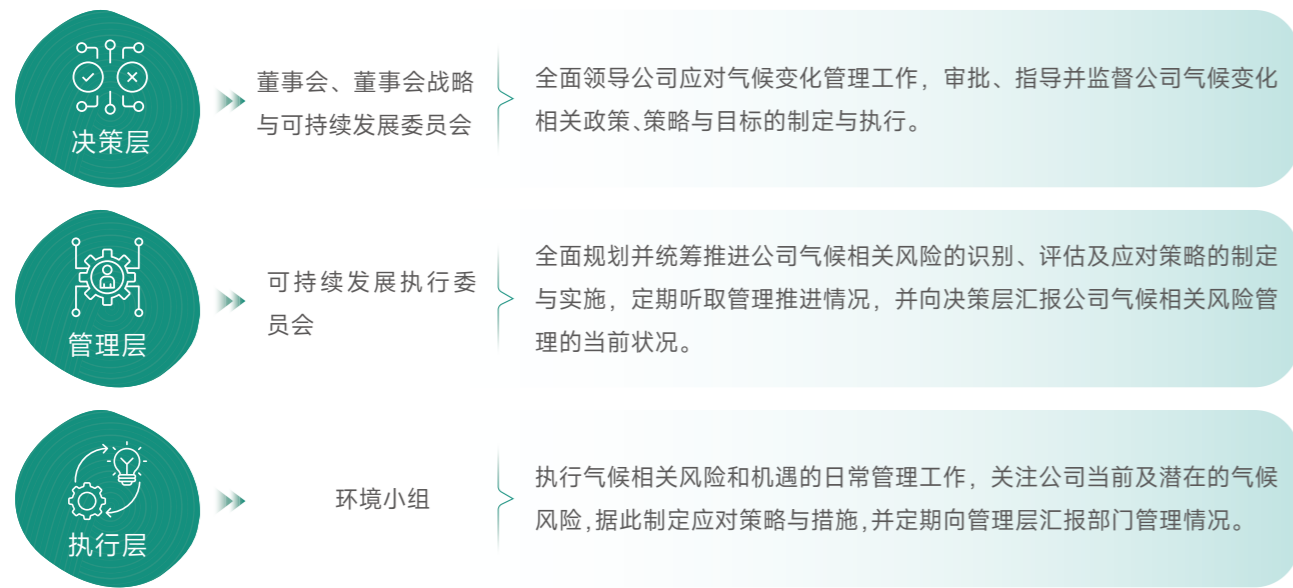 决策层
董事会、董事会战略
与可持续发展委员会
全面领导公司应对气候变化管理工作，审批、指导并监督公司气候变化
相关政策、策略与目标的制定与执行。
管理层
可持续发展执行委
员会
全面规划并统筹推进公司气候相关风险的识别、评估及应对策略的制定
与实施，定期听取管理推进情况，并向决策层汇报公司气候相关风险管
理的当前状况。
执行层
环境小组
执行气候相关风险和机遇的日常管理工作，关注公司当前及潜在的气候
风险，据此制定应对策略与措施，并定期向管理层汇报部门管理情况。